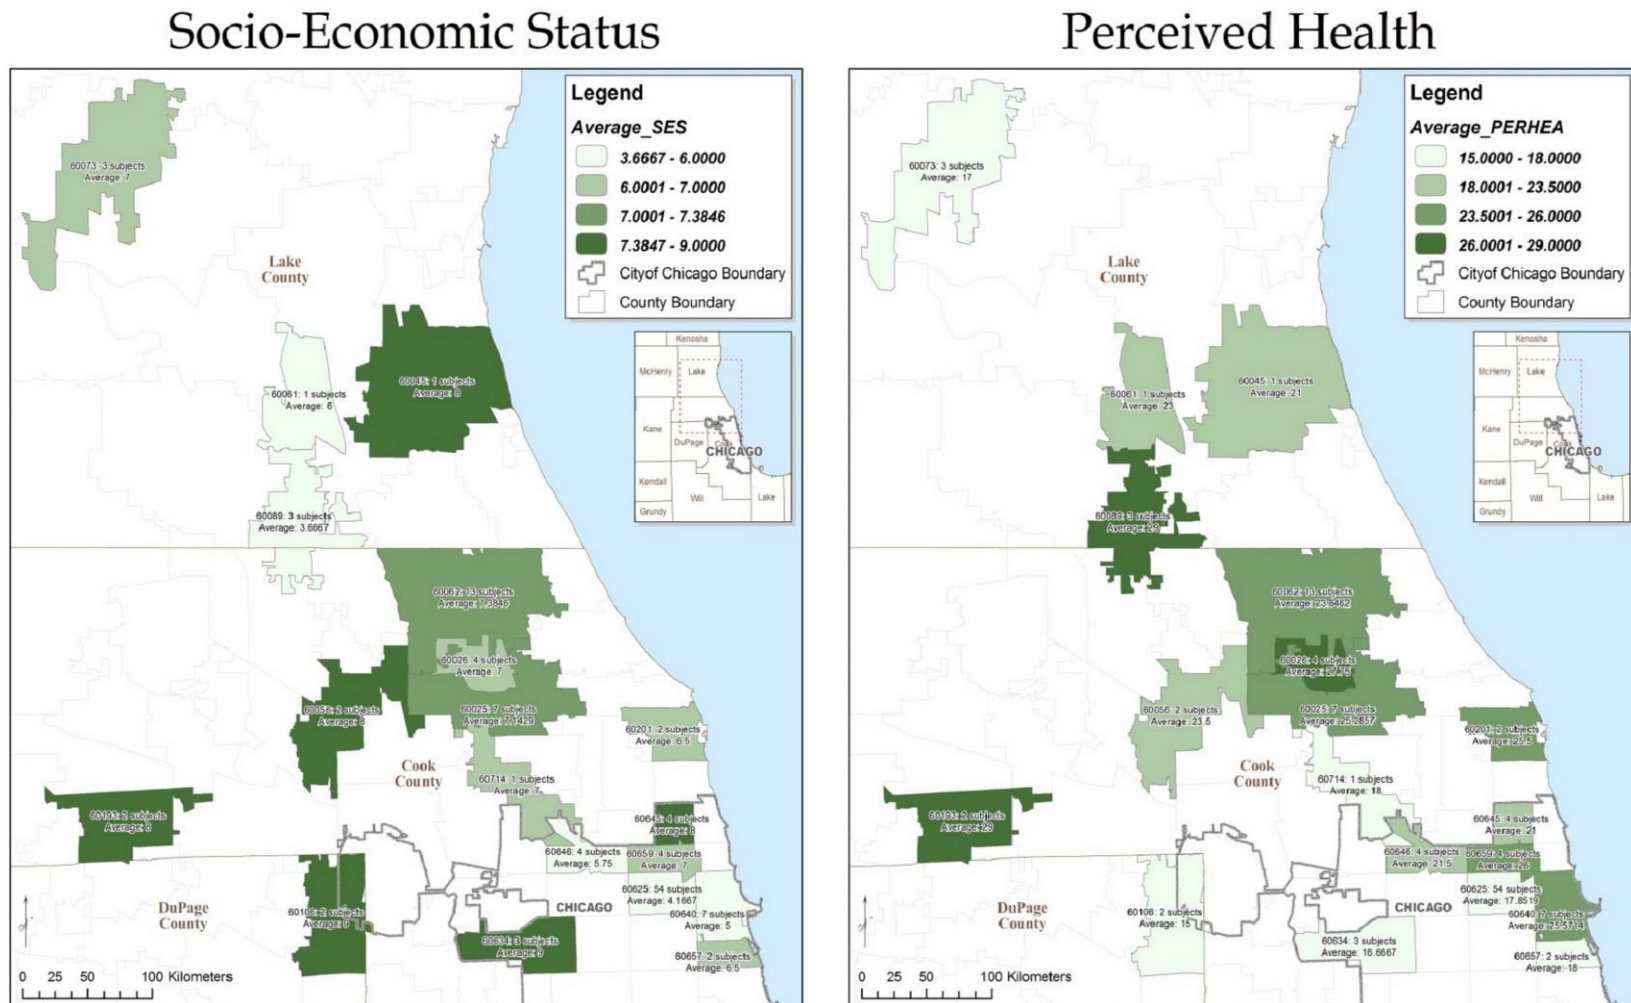 Socio-Economic Status
Legend
Average_SES
3.6667 - 6.0000
6.0001 - 7.0000
7.0001 - 7.3846
7.3847 - 9.0000
Cityof Chicago Boundary
County Boundary
Kenosha
McHenry
Lake
Kane
DuPage
Cook
CHICAGO
Kendall
Will
Lake
Grundy
60073: 3 subjects
Average: 7
Lake
County
60045: 1 subjects
Average: 8
60061: 1 subjects
Average: 6
60089: 3 subjects
Average: 3.6667
60062: 13 subjects
Average: 7.3846
60026: 4 subjects
Average: 7
60056: 2 subjects
Average: 8
60025: 7 subjects
Average: 7.1429
60201: 2 subjects
Average: 6.5
Cook
County
60714: 1 subjects
Average: 7
60193: 2 subjects
Average: 8
60645: 4 subjects
Average: 8
60646: 4 subjects
Average: 5.75
60659: 4 subjects
Average: 7
60625: 54 subjects
Average: 4.1667
DuPage
County
60106: 2 subjects
Average: 9
CHICAGO
60640: 7 subjects
Average: 5
60634: 3 subjects
Average: 9
60657: 2 subjects
Average: 6.5
0 50 100 Kilometers
Perceived Health
Legend
Average_PERHEA
15.0000 - 18.0000
18.0001 - 23.5000
23.5001 - 26.0000
26.0001 - 29.0000
Cityof Chicago Boundary
County Boundary
Kenosha
McHenry
Lake
Kane
DuPage
Cook
CHICAGO
Kendall
Will
Lake
Grundy
60073: 3 subjects
Average: 17
Lake
County
60045: 1 subjects
Average: 21
60061: 1 subjects
Average: 23
60089: 3 subjects
Average: 29
60062: 13 subjects
Average: 23.8462
60026: 4 subjects
Average: 27.75
60056: 2 subjects
Average: 23.5
60025: 7 subjects
Average: 25.2857
60201: 2 subjects
Average: 25.5
Cook
County
60714: 1 subjects
Average: 18
60193: 2 subjects
Average: 29
60645: 4 subjects
Average: 21
60646: 4 subjects
Average: 21.5
60659: 4 subjects
Average: 26
60625: 54 subjects
Average: 17.8519
DuPage
County
60106: 2 subjects
Average: 15
CHICAGO
60640: 7 subjects
Average: 25.5714
60634: 3 subjects
Average: 16.6667
60657: 2 subjects
Average: 18
0 50 100 Kilometers